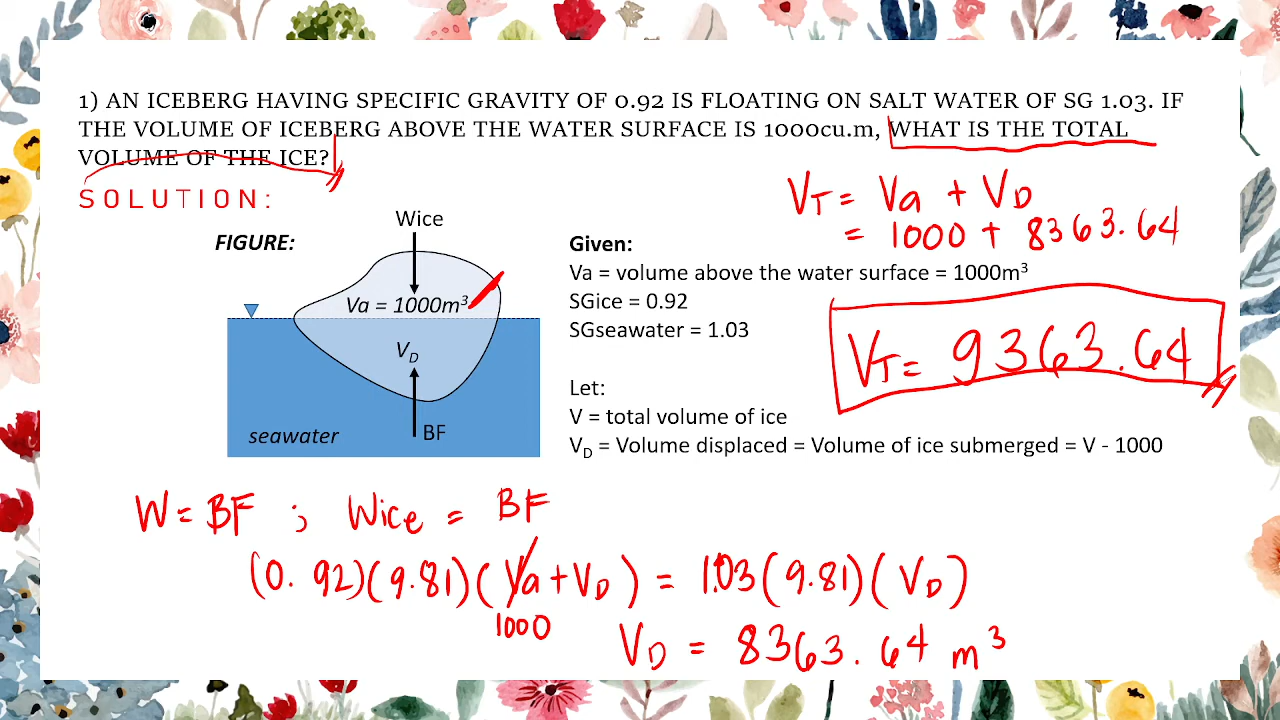 1) AN ICEBERG HAVING SPECIFIC GRAVITY OF 0.92 IS FLOATING ON SALT WATER OF SG 1.03. IF
THE VOLUME OF ICEBERG ABOVE THE WATER SURFACE IS 1000cu.m, WHAT IS THE TOTAL
VOLUME OF THE ICE?
SOLUTION:
VT = Va + VD
= 1000 + 8363.64
FIGURE:
Wice
Va = 1000m³
VD
BF
seawater
Given:
Va = volume above the water surface = 1000m³
SGice = 0.92
SGseawater = 1.03
VT = 9363.64
Let:
V = total volume of ice
VD = Volume displaced = Volume of ice submerged = V - 1000
W = BF ; Wice = BF
(0.92)(9.81)(Va + VD) = 1.03(9.81)(VD)
1000
VD = 8363.64 m³